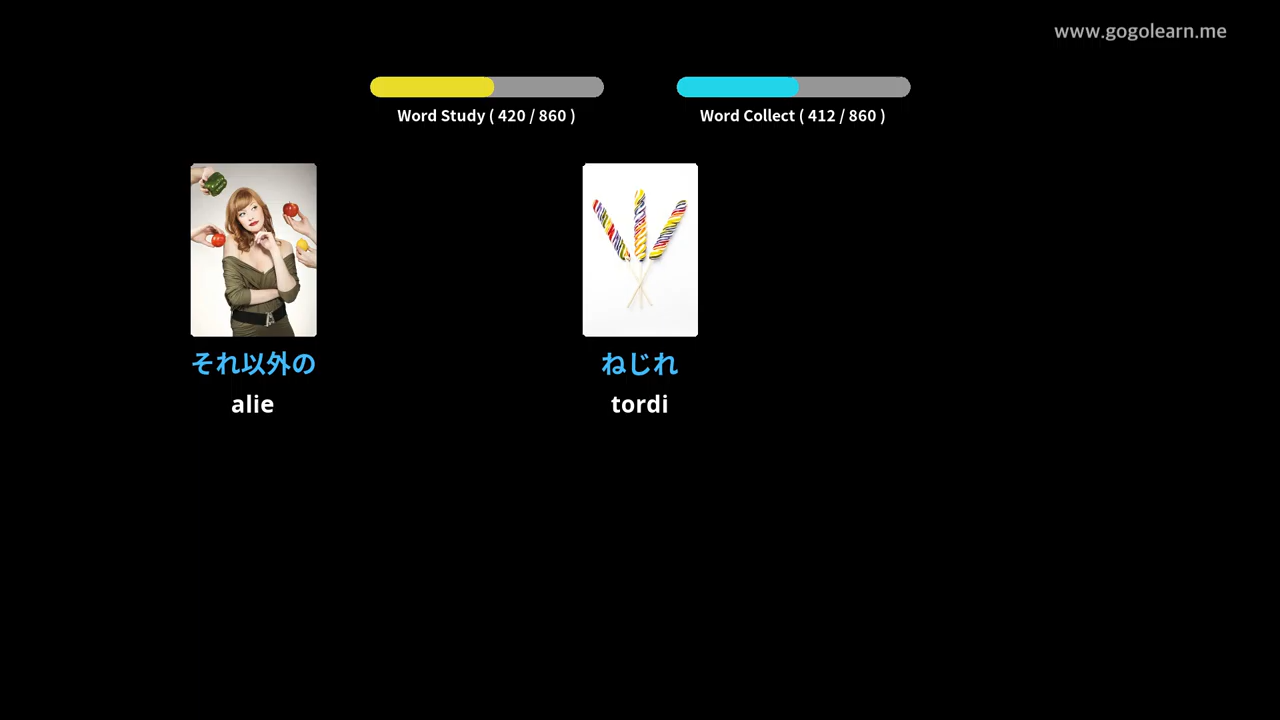 www.gogolearn.me
Word Study ( 420 / 860 )
Word Collect ( 412 / 860 )
それ以外の
alie
ねじれ
tordi